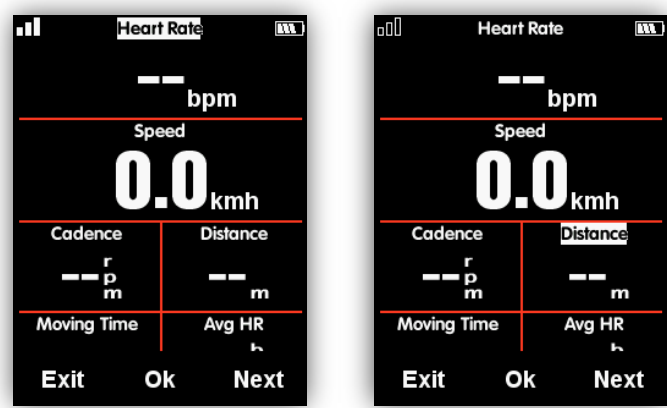 Heart Rate
-- bpm
Speed
0.0 kmh
Cadence Distance
-- rpm -- m
Moving Time Avg HR
Exit Ok Next
Heart Rate
-- bpm
Speed
0.0 kmh
Cadence Distance
-- rpm -- m
Moving Time Avg HR
Exit Ok Next